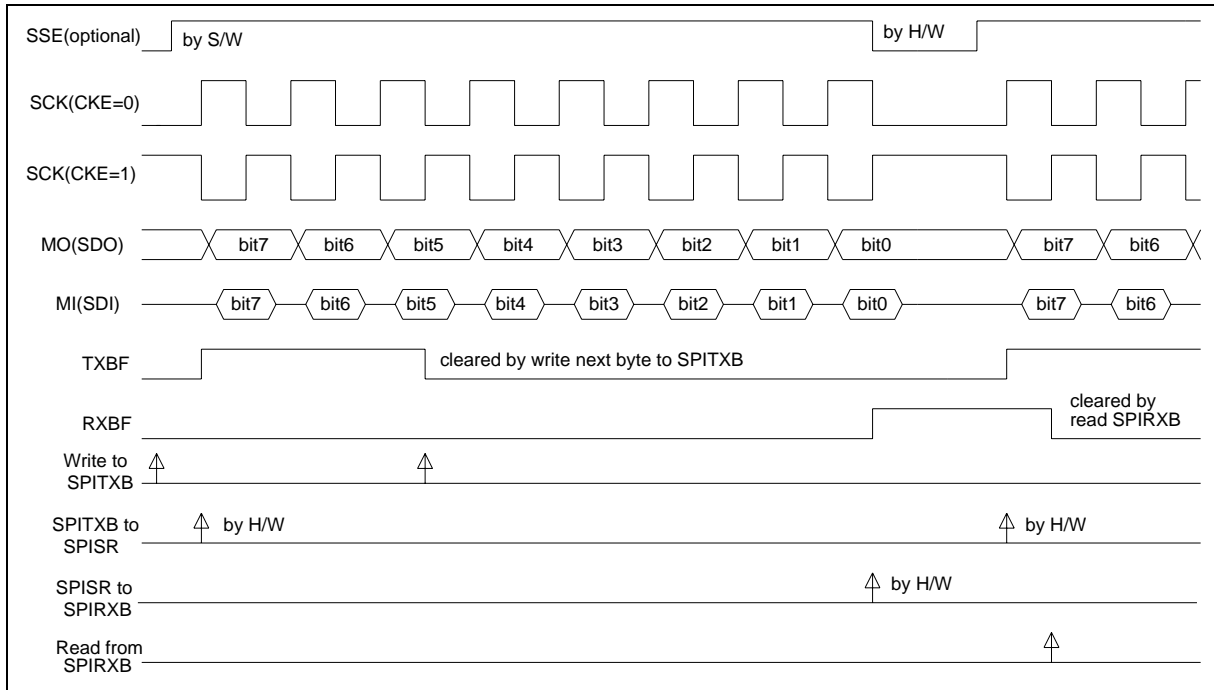 SSE(optional)
by S/W
by H/W
SCK(CKE=0)
SCK(CKE=1)
MO(SDO)
bit7 bit6 bit5 bit4 bit3 bit2 bit1 bit0 bit7 bit6
MI(SDI)
bit7 bit6 bit5 bit4 bit3 bit2 bit1 bit0 bit7 bit6
TXBF
cleared by write next byte to SPITXB
RXBF
cleared by
read SPIRXB
Write to
SPITXB
SPITXB to
SPISR
by H/W
by H/W
SPISR to
SPIRXB
by H/W
Read from
SPIRXB